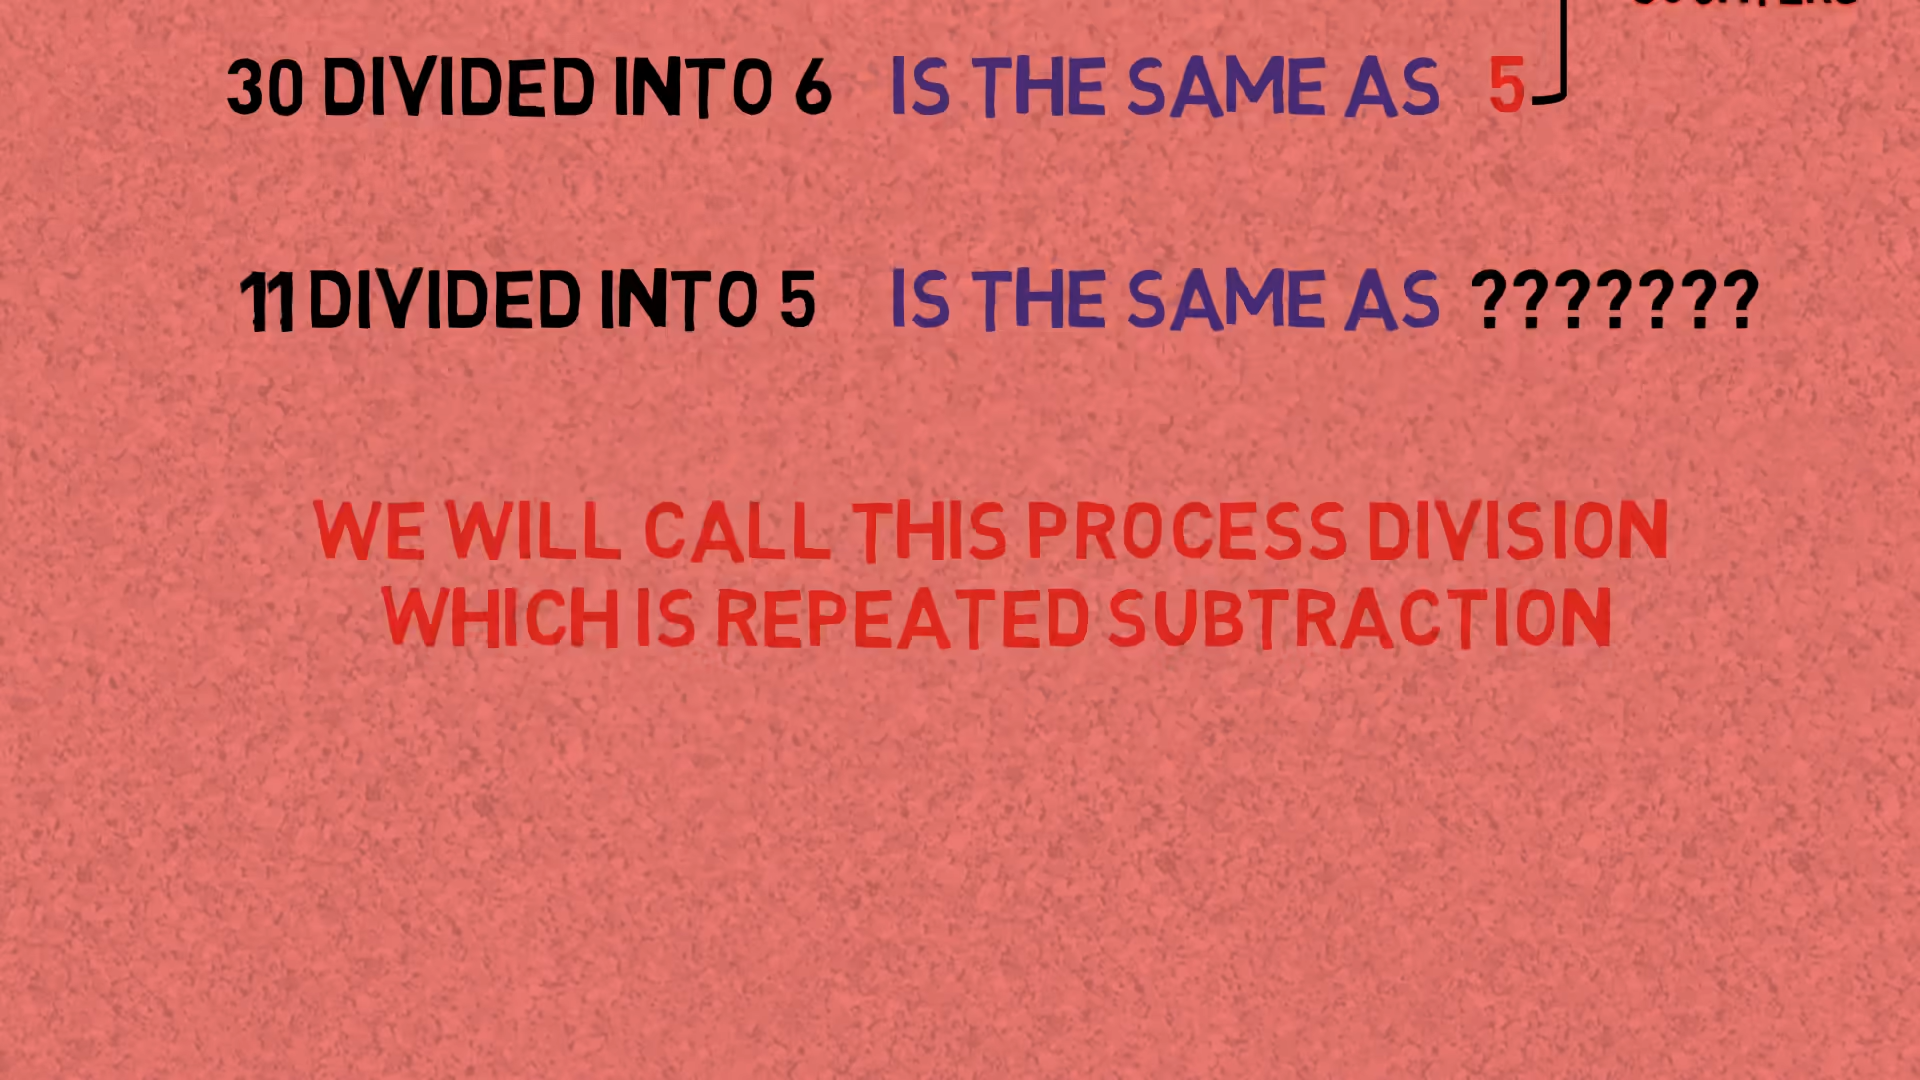 30 DIVIDED INTO 6 IS THE SAME AS 5
11 DIVIDED INTO 5 IS THE SAME AS ???????
WE WILL CALL THIS PROCESS DIVISION
WHICH IS REPEATED SUBTRACTION